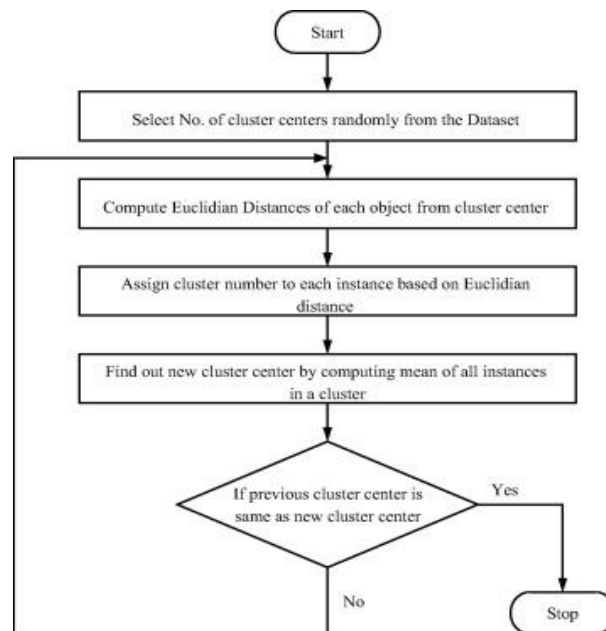 Start
Select No. of cluster centers randomly from the Dataset
Compute Euclidian Distances of each object from cluster center
Assign cluster number to each instance based on Euclidian
distance
Find out new cluster center by computing mean of all instances
in a cluster
If previous cluster center is
same as new cluster center
Yes
No
Stop